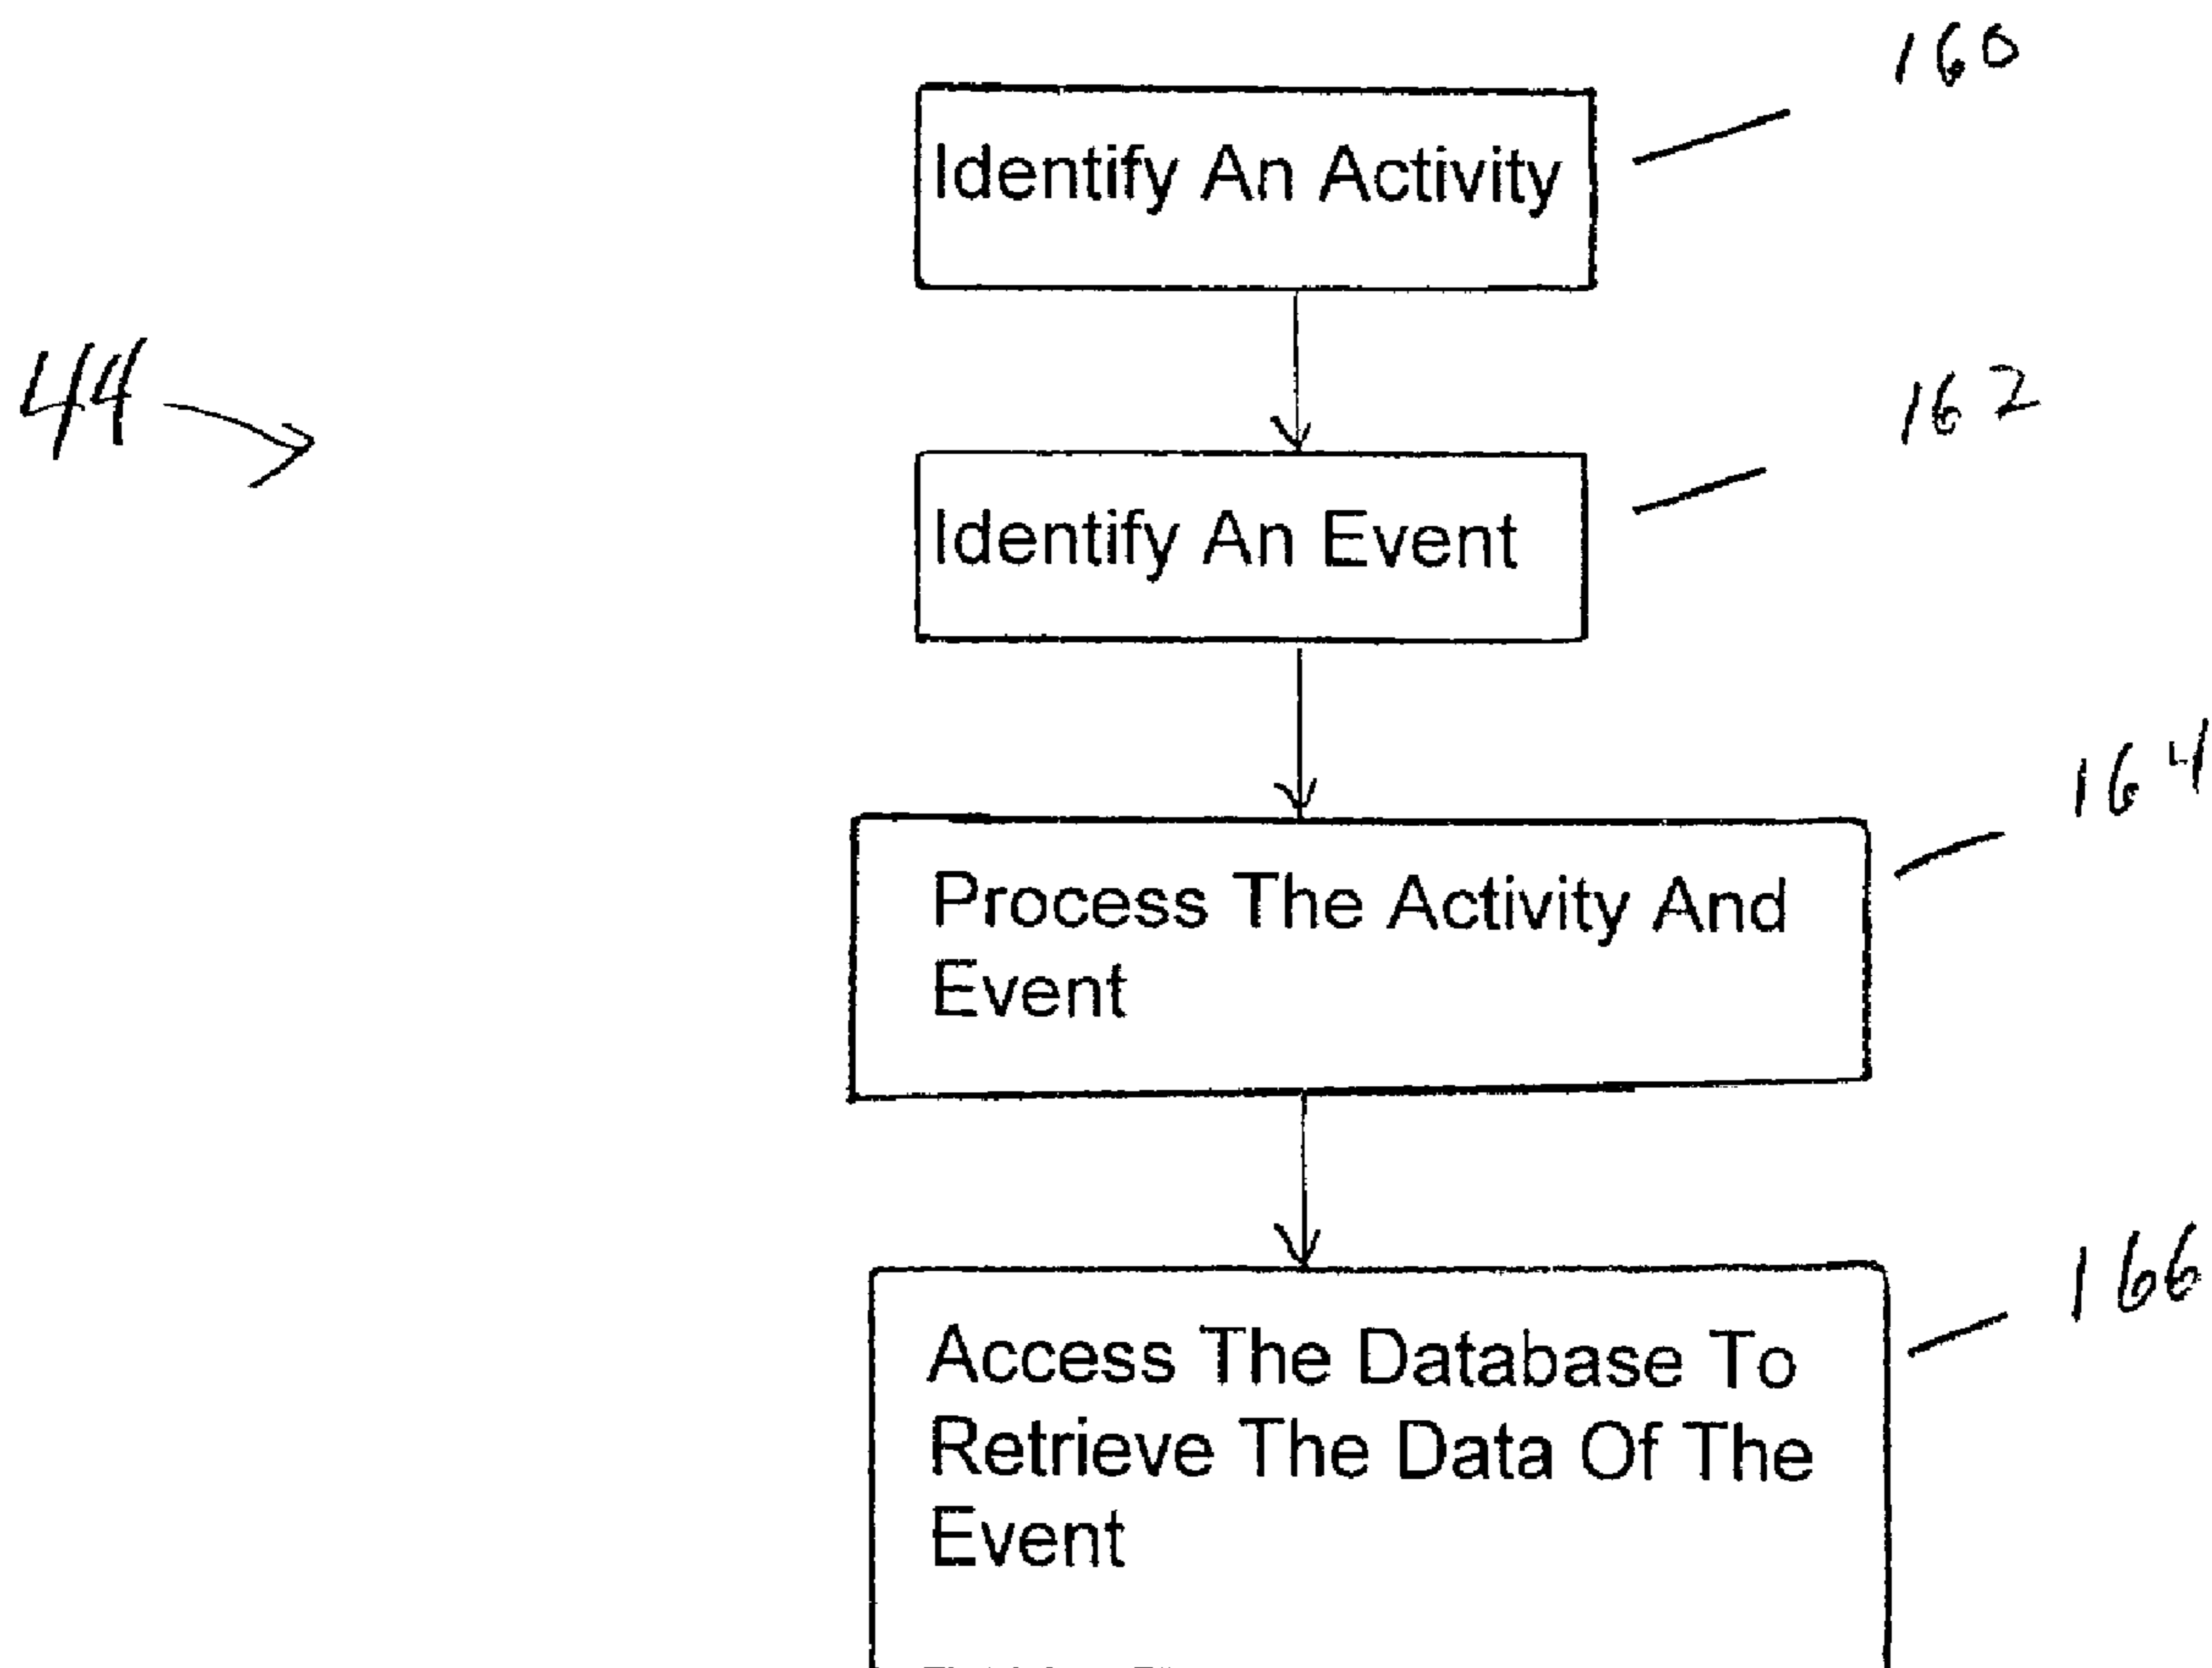 160
Identify An Activity
44
162
Identify An Event
164
Process The Activity And
Event
166
Access The Database To
Retrieve The Data Of The
Event